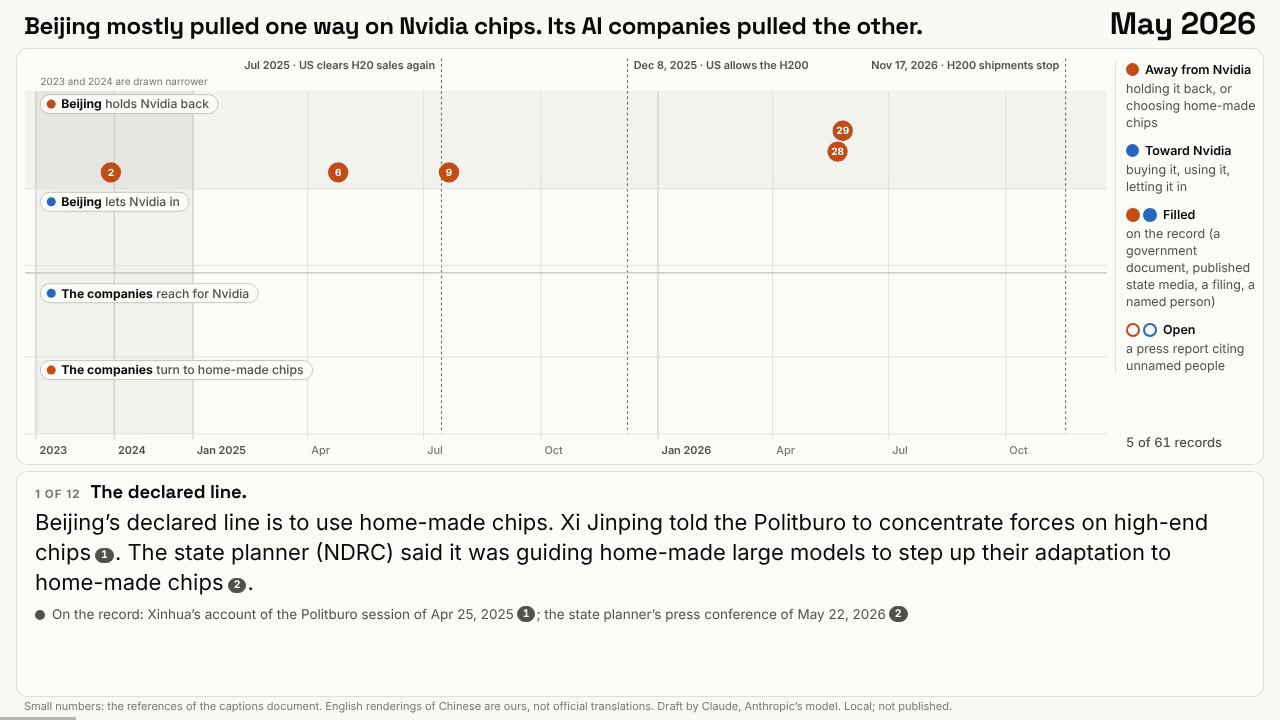 Beijing mostly pulled one way on Nvidia chips. Its AI companies pulled the other.
May 2026
Jul 2025 · US clears H20 sales again
Dec 8, 2025 · US allows the H200
Nov 17, 2026 · H200 shipments stop
2023 and 2024 are drawn narrower
Beijing holds Nvidia back
29
28
2
6
9
Beijing lets Nvidia in
The companies reach for Nvidia
The companies turn to home-made chips
2023
2024
Jan 2025
Apr
Jul
Oct
Jan 2026
Apr
Jul
Oct
Away from Nvidia
holding it back, or
choosing home-made
chips
Toward Nvidia
buying it, using it,
letting it in
Filled
on the record (a
government
document, published
state media, a filing, a
named person)
Open
a press report citing
unnamed people
5 of 61 records
1 OF 12 The declared line.
Beijing’s declared line is to use home-made chips. Xi Jinping told the Politburo to concentrate forces on high-end
chips 1. The state planner (NDRC) said it was guiding home-made large models to step up their adaptation to
home-made chips 2.
On the record: Xinhua’s account of the Politburo session of Apr 25, 2025 1; the state planner’s press conference of May 22, 2026 2
Small numbers: the references of the captions document. English renderings of Chinese are ours, not official translations. Draft by Claude, Anthropic’s model. Local; not published.